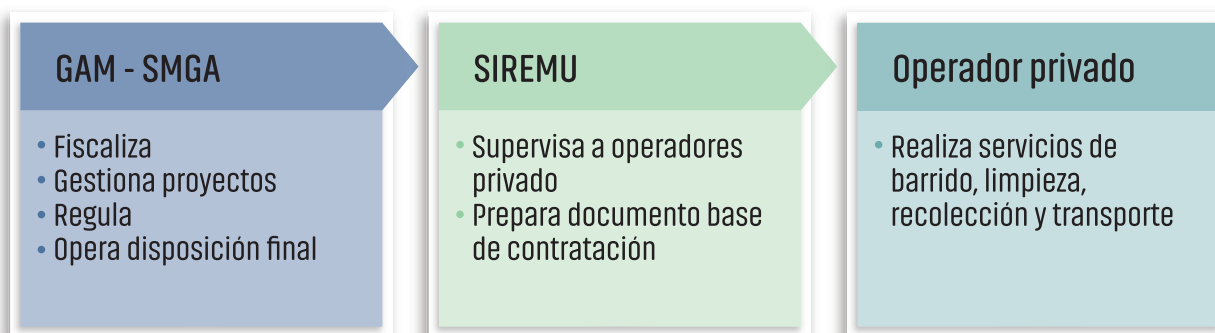 GAM - SMGA
• Fiscaliza
• Gestiona proyectos
• Regula
• Opera disposición final
SIREMU
• Supervisa a operadores
privado
• Prepara documento base
de contratación
Operador privado
• Realiza servicios de
barrido, limpieza,
recolección y transporte